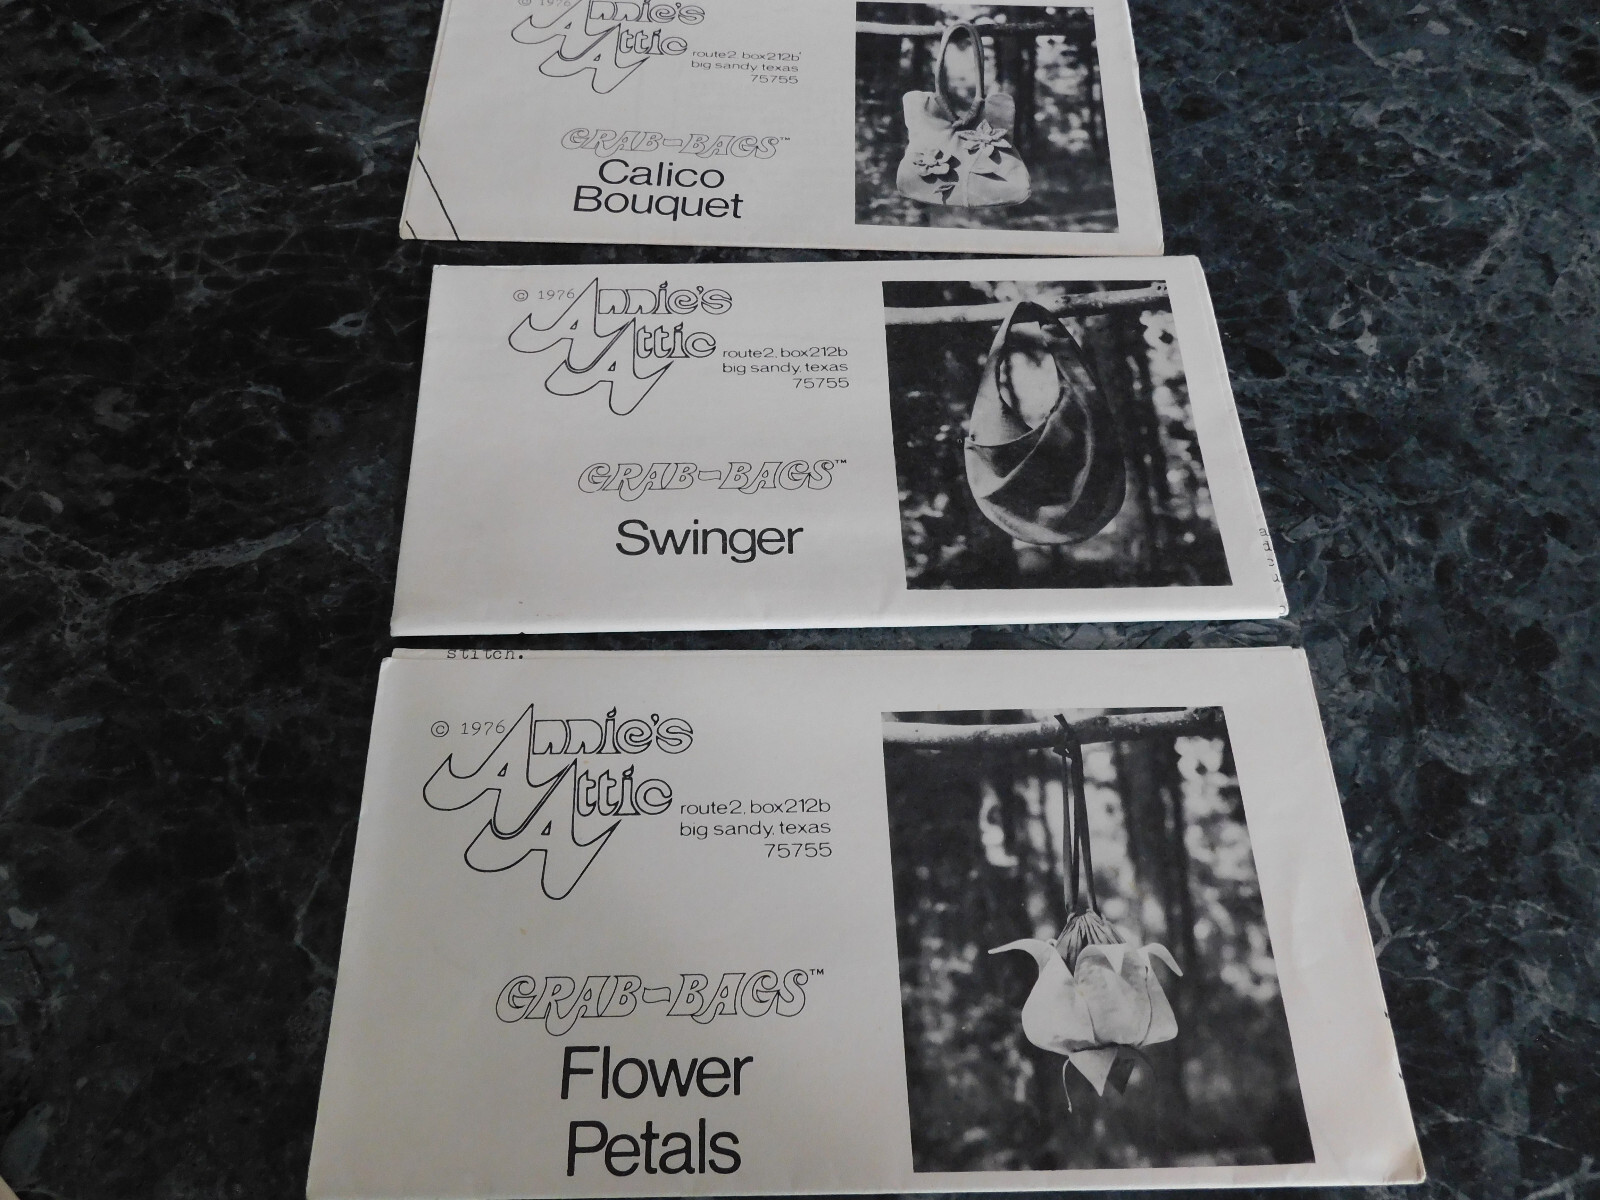 © 1976
Annie's
Attic
route2, box212b
big sandy, texas
75755
GRAB-BAGS™
Calico
Bouquet
© 1976
Annie's
Attic
route2, box212b
big sandy, texas
75755
GRAB-BAGS™
Swinger
stitch.
© 1976
Annie's
Attic
route2, box212b
big sandy, texas
75755
GRAB-BAGS™
Flower
Petals